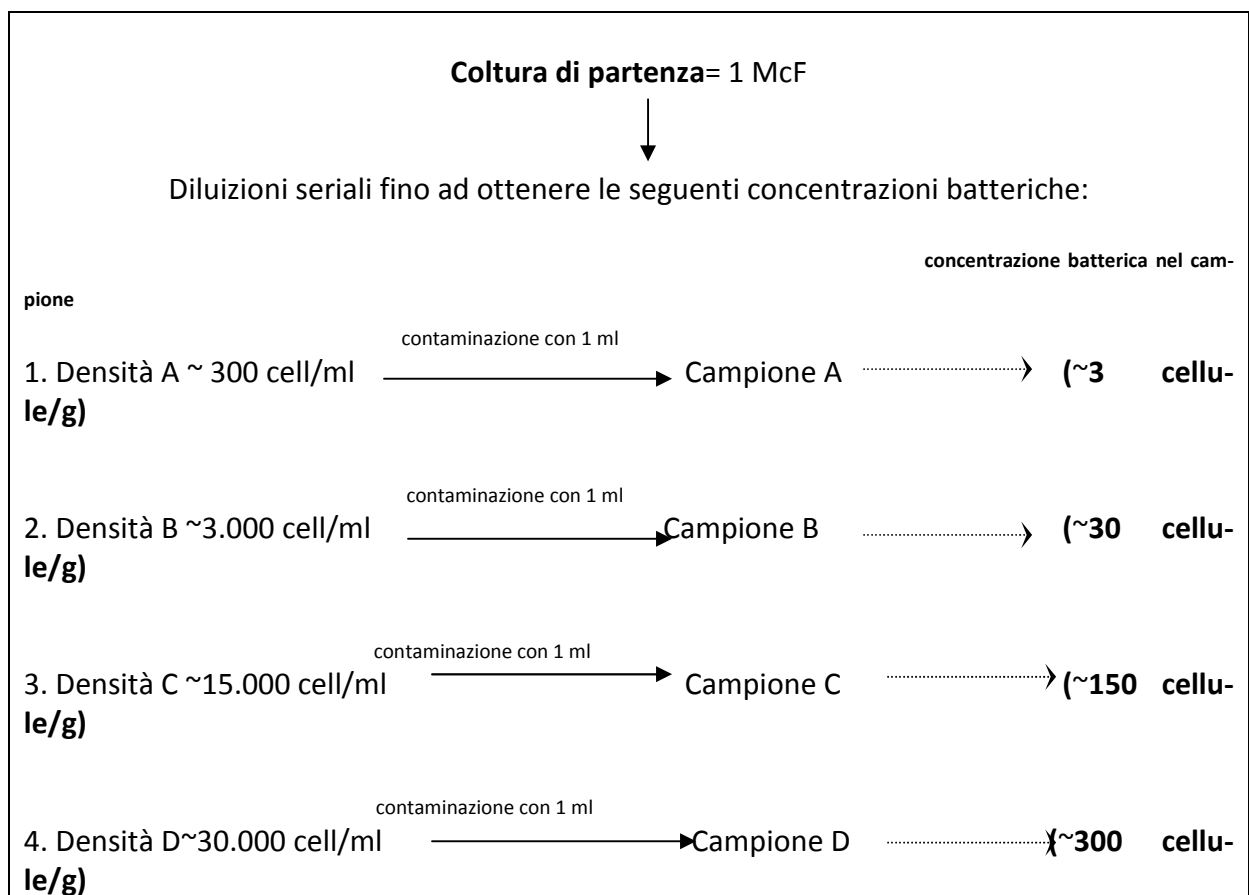 Coltura di partenza= 1 McF
Diluizioni seriali fino ad ottenere le seguenti concentrazioni batteriche:
concentrazione batterica nel cam-
pione
contaminazione con 1 ml
1. Densità A ~ 300 cell/ml Campione A (~3 cellu-
le/g)
contaminazione con 1 ml
2. Densità B ~3.000 cell/ml Campione B (~30 cellu-
le/g)
contaminazione con 1 ml
3. Densità C ~15.000 cell/ml Campione C (~150 cellu-
le/g)
contaminazione con 1 ml
4. Densità D~30.000 cell/ml Campione D (~300 cellu-
le/g)